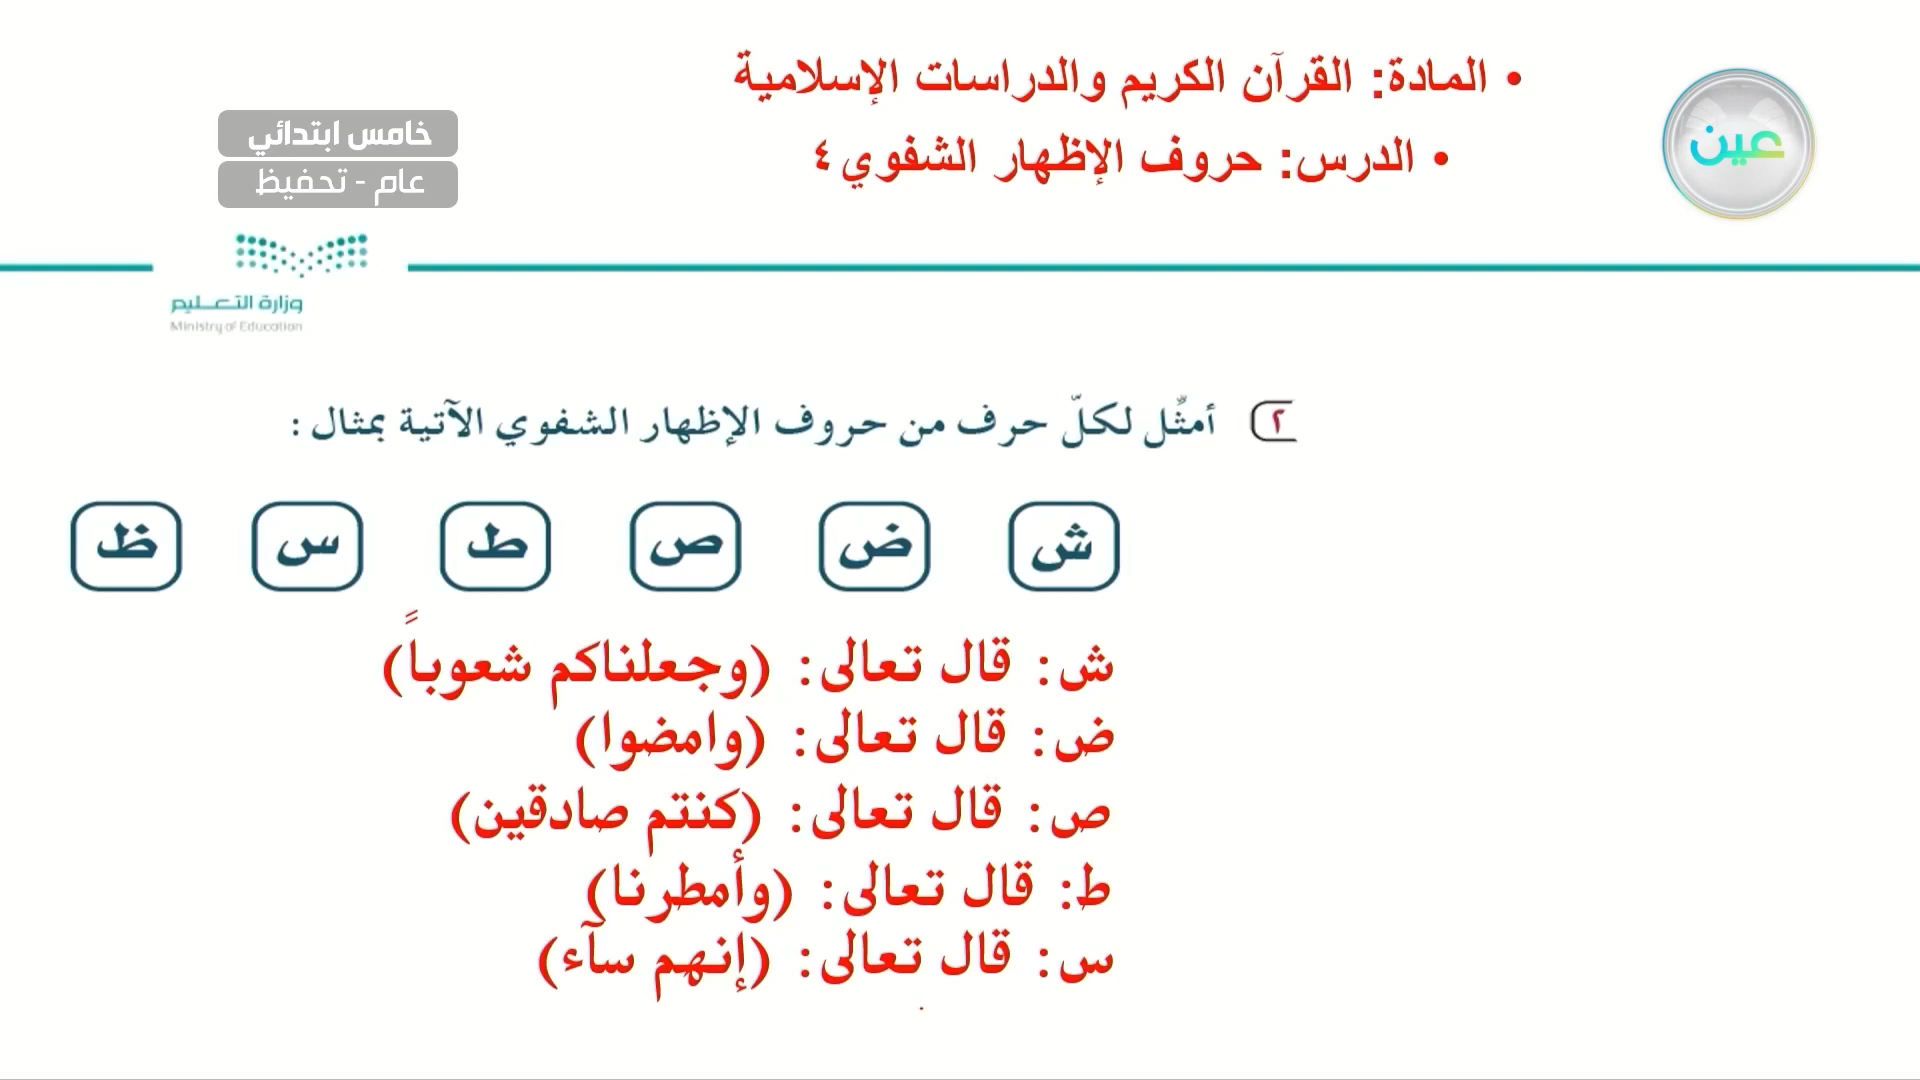 • المادة: القرآن الكريم والدراسات الإسلامية
• الدرس: حروف الإظهار الشفوي ٤
عين
خامس ابتدائي
عام - تحفيظ
وزارة التعـليم
Ministry of Education
٢ أمثِّل لكلّ حرف من حروف الإظهار الشفوي الآتية بمثال :
ش ض ص ط س ظ
ش: قال تعالى: (وجعلناكم شعوباً)
ض: قال تعالى: (وامضوا)
ص: قال تعالى: (كنتم صادقين)
ط: قال تعالى: (وأمطرنا)
س: قال تعالى: (إنهم سآء)